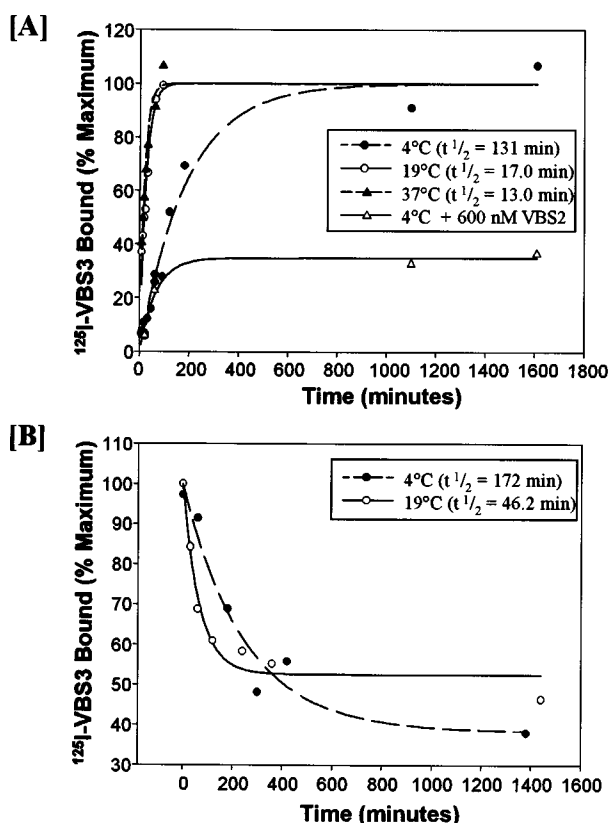 [A]
120
100
80
60
40
20
0
¹²⁵I-VBS3 Bound (% Maximum)
4°C (t ¹/₂ = 131 min)
19°C (t ¹/₂ = 17.0 min)
37°C (t ¹/₂ = 13.0 min)
4°C + 600 nM VBS2
0 200 400 600 800 1000 1200 1400 1600 1800
Time (minutes)
[B]
110
100
90
80
70
60
50
40
30
¹²⁵I-VBS3 Bound (% Maximum)
4°C (t ¹/₂ = 172 min)
19°C (t ¹/₂ = 46.2 min)
0 200 400 600 800 1000 1200 1400 1600
Time (minutes)